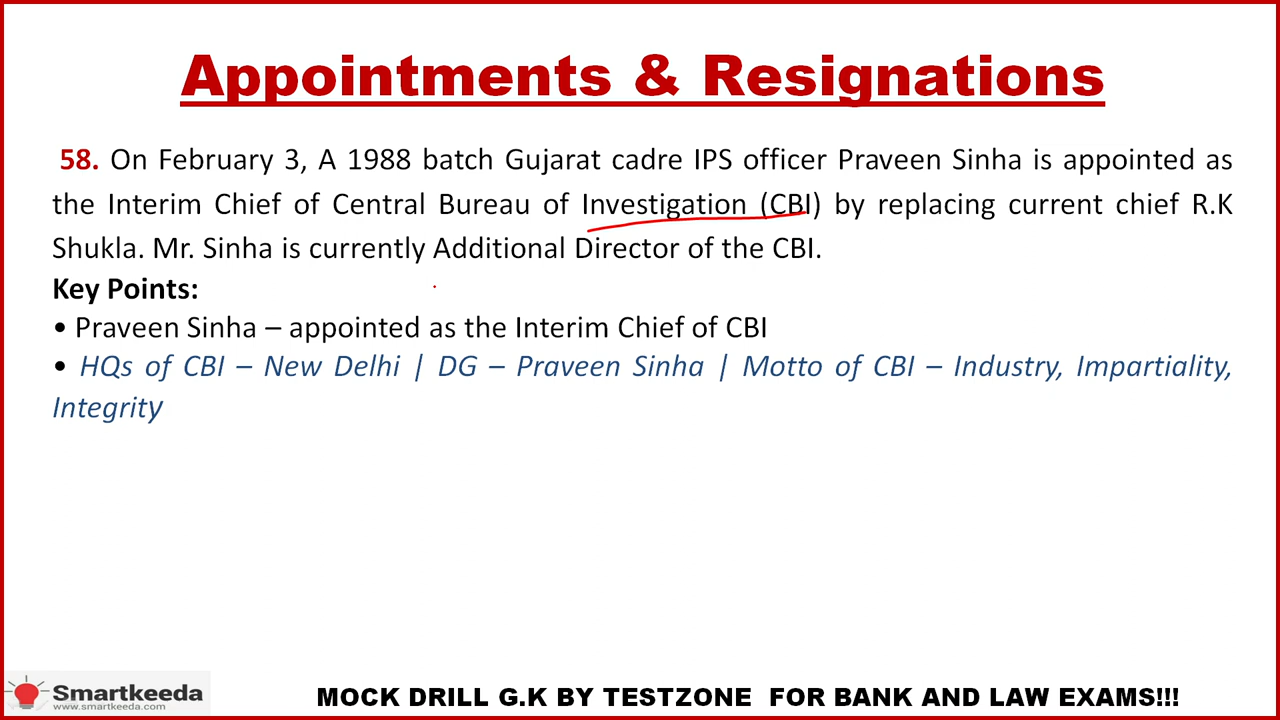 Appointments & Resignations
58. On February 3, A 1988 batch Gujarat cadre IPS officer Praveen Sinha is appointed as
the Interim Chief of Central Bureau of Investigation (CBI) by replacing current chief R.K
Shukla. Mr. Sinha is currently Additional Director of the CBI.
Key Points:
• Praveen Sinha – appointed as the Interim Chief of CBI
• HQs of CBI – New Delhi | DG – Praveen Sinha | Motto of CBI – Industry, Impartiality,
Integrity
Smartkeeda
www.smartkeeda.com
MOCK DRILL G.K BY TESTZONE FOR BANK AND LAW EXAMS!!!